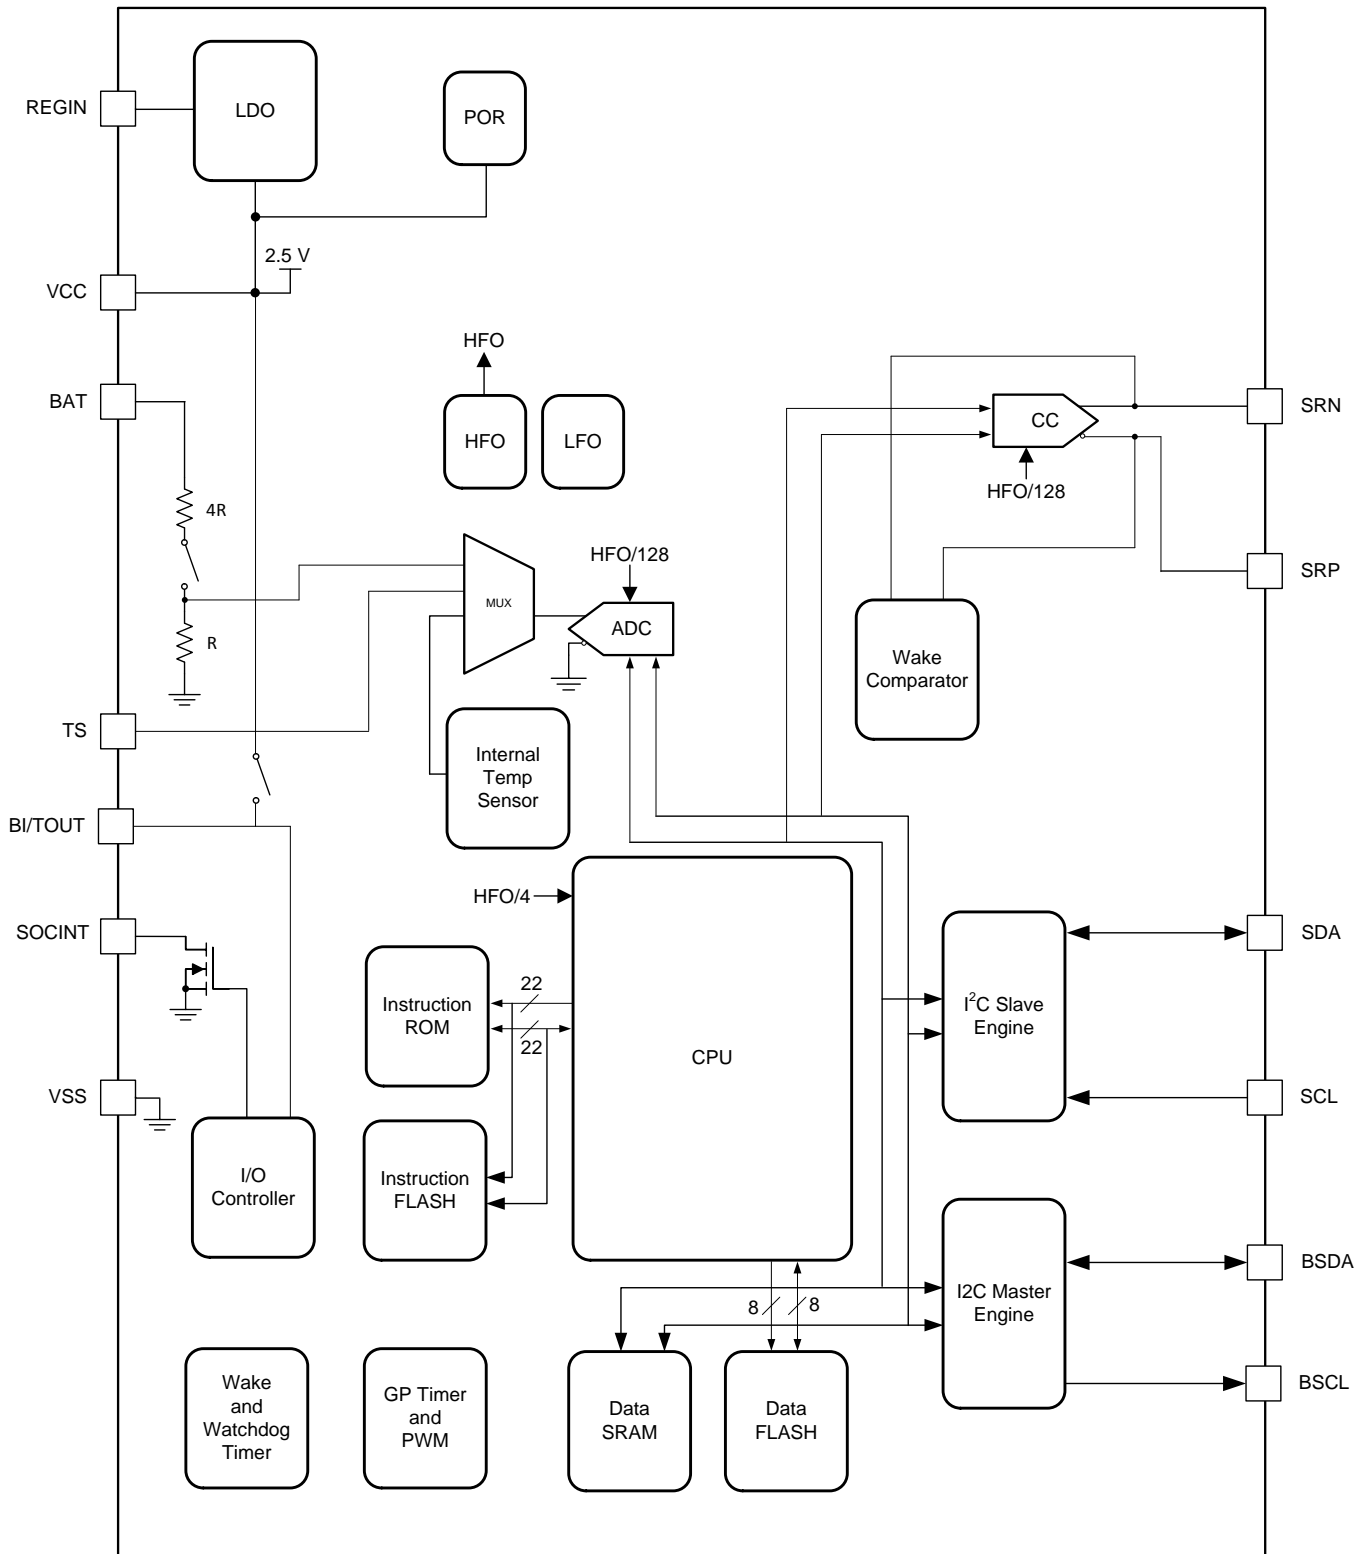 REGIN
LDO
POR
2.5 V
VCC
HFO
BAT
SRN
CC
HFO
LFO
HFO/128
4R
HFO/128
SRP
MUX
ADC
R
Wake
Comparator
TS
Internal
Temp
Sensor
BI/TOUT
HFO/4
SOCINT
SDA
22
Instruction
ROM
I²C Slave
Engine
22
CPU
VSS
SCL
I/O
Controller
Instruction
FLASH
BSDA
I2C Master
Engine
8
8
BSCL
Wake
and
Watchdog
Timer
GP Timer
and
PWM
Data
SRAM
Data
FLASH